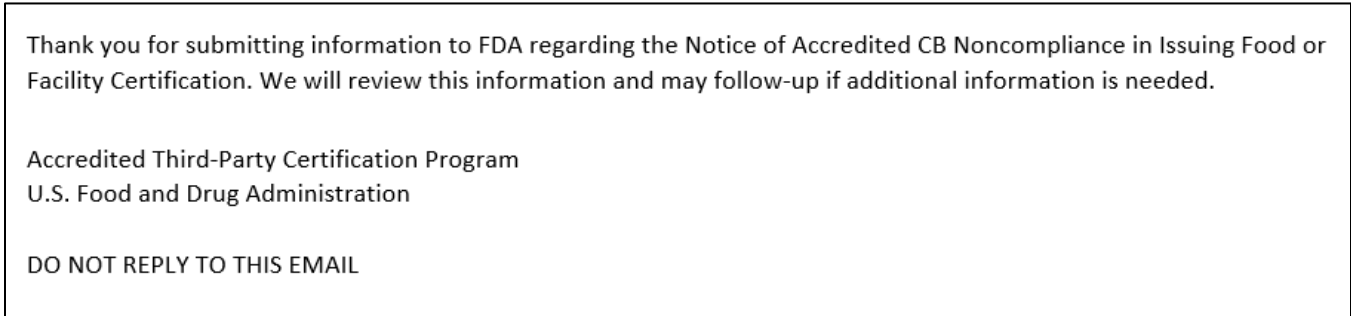 Thank you for submitting information to FDA regarding the Notice of Accredited CB Noncompliance in Issuing Food or
Facility Certification. We will review this information and may follow-up if additional information is needed.
Accredited Third-Party Certification Program
U.S. Food and Drug Administration
DO NOT REPLY TO THIS EMAIL